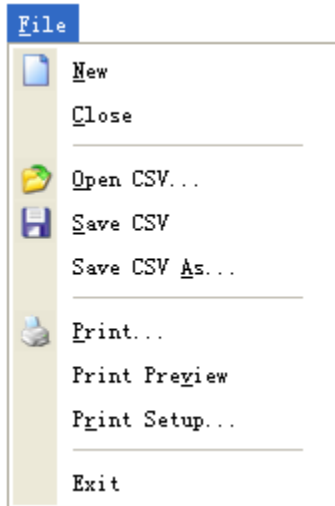 File
New
Close
Open CSV...
Save CSV
Save CSV As...
Print...
Print Preview
Print Setup...
Exit